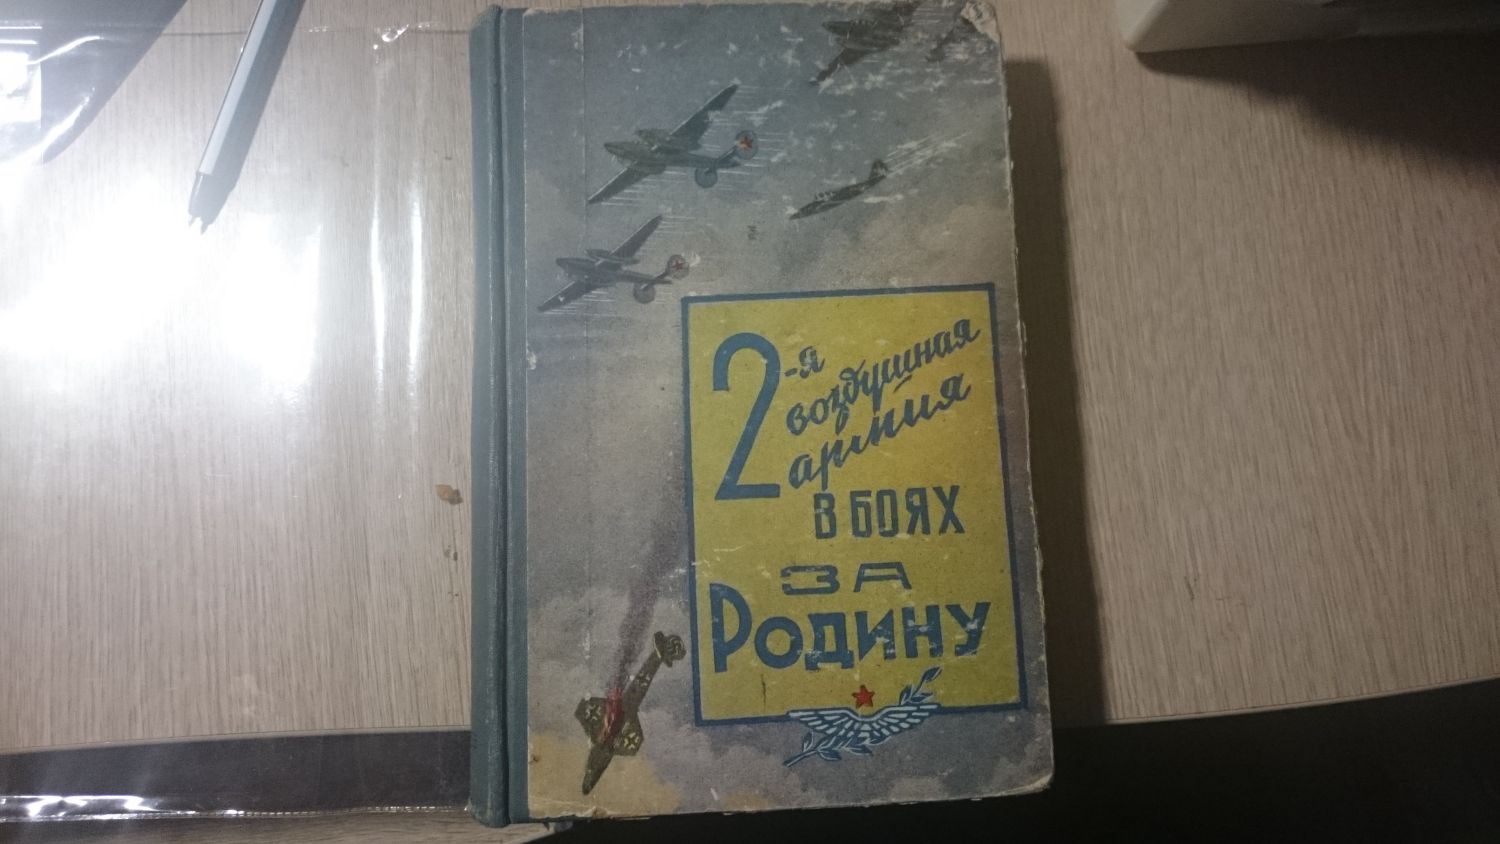 2-я
воздушная
армия
В БОЯХ
ЗА
РОДИНУ